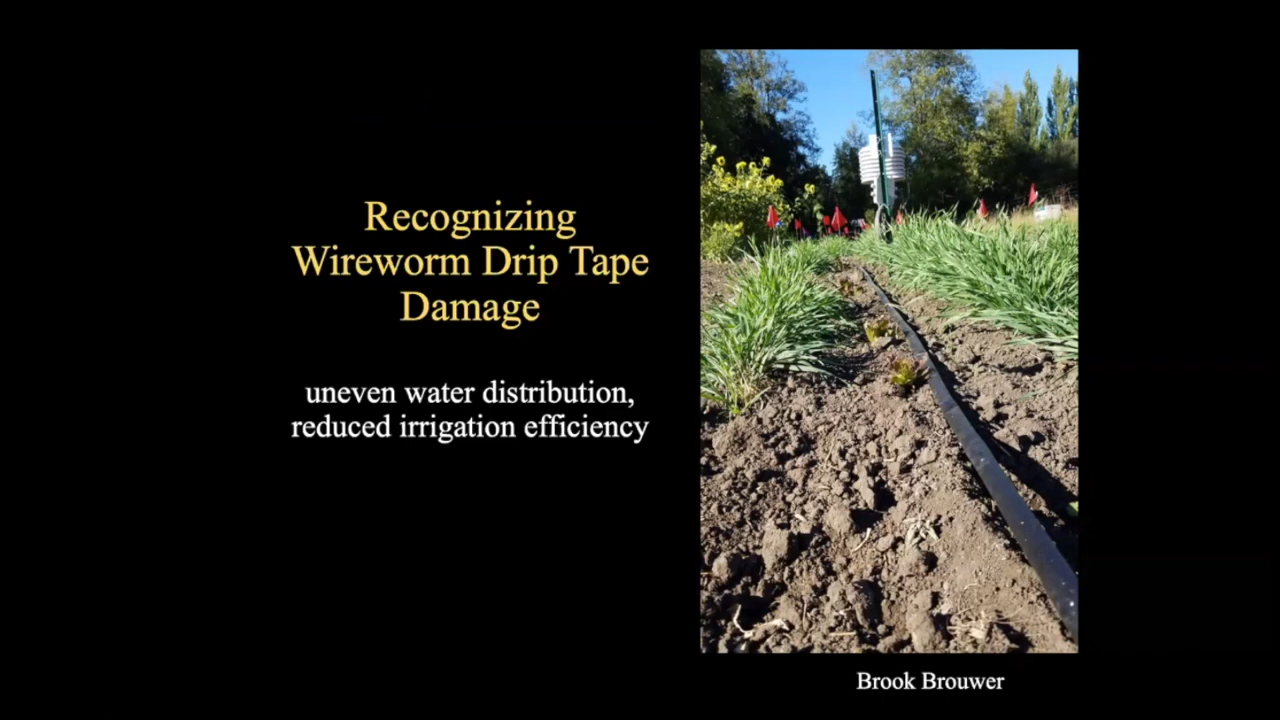 Recognizing
Wireworm Drip Tape
Damage
uneven water distribution,
reduced irrigation efficiency
Brook Brouwer